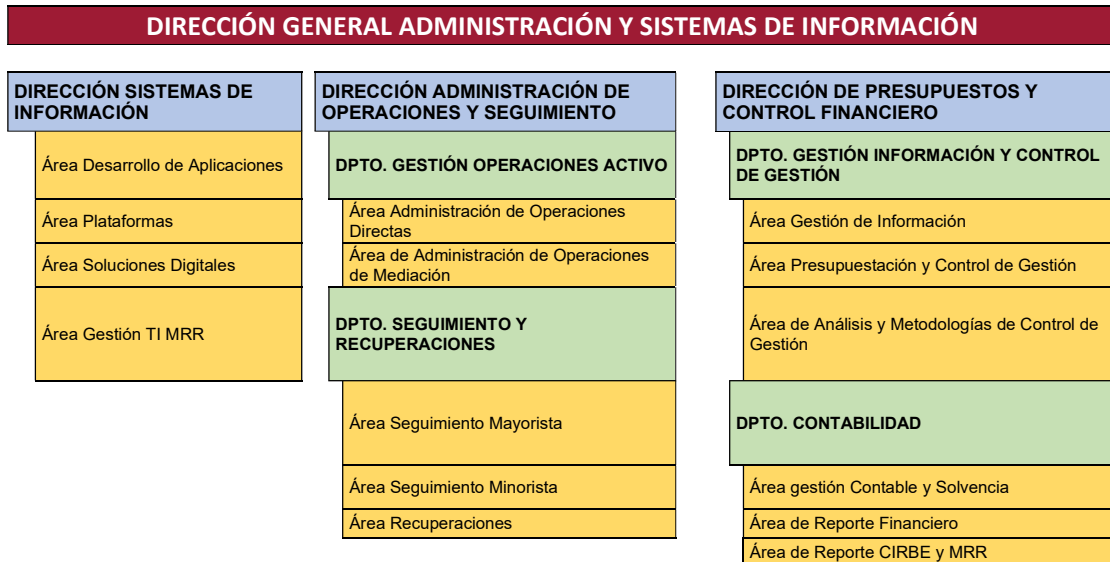 DIRECCIÓN GENERAL ADMINISTRACIÓN Y SISTEMAS DE INFORMACIÓN
DIRECCIÓN SISTEMAS DE
INFORMACIÓN
Área Desarrollo de Aplicaciones
Área Plataformas
Área Soluciones Digitales
Área Gestión TI MRR
DIRECCIÓN ADMINISTRACIÓN DE
OPERACIONES Y SEGUIMIENTO
DPTO. GESTIÓN OPERACIONES ACTIVO
Área Administración de Operaciones
Directas
Área de Administración de Operaciones
de Mediación
DPTO. SEGUIMIENTO Y
RECUPERACIONES
Área Seguimiento Mayorista
Área Seguimiento Minorista
Área Recuperaciones
DIRECCIÓN DE PRESUPUESTOS Y
CONTROL FINANCIERO
DPTO. GESTIÓN INFORMACIÓN Y CONTROL
DE GESTIÓN
Área Gestión de Información
Área Presupuestación y Control de Gestión
Área de Análisis y Metodologías de Control de
Gestión
DPTO. CONTABILIDAD
Área gestión Contable y Solvencia
Área de Reporte Financiero
Área de Reporte CIRBE y MRR